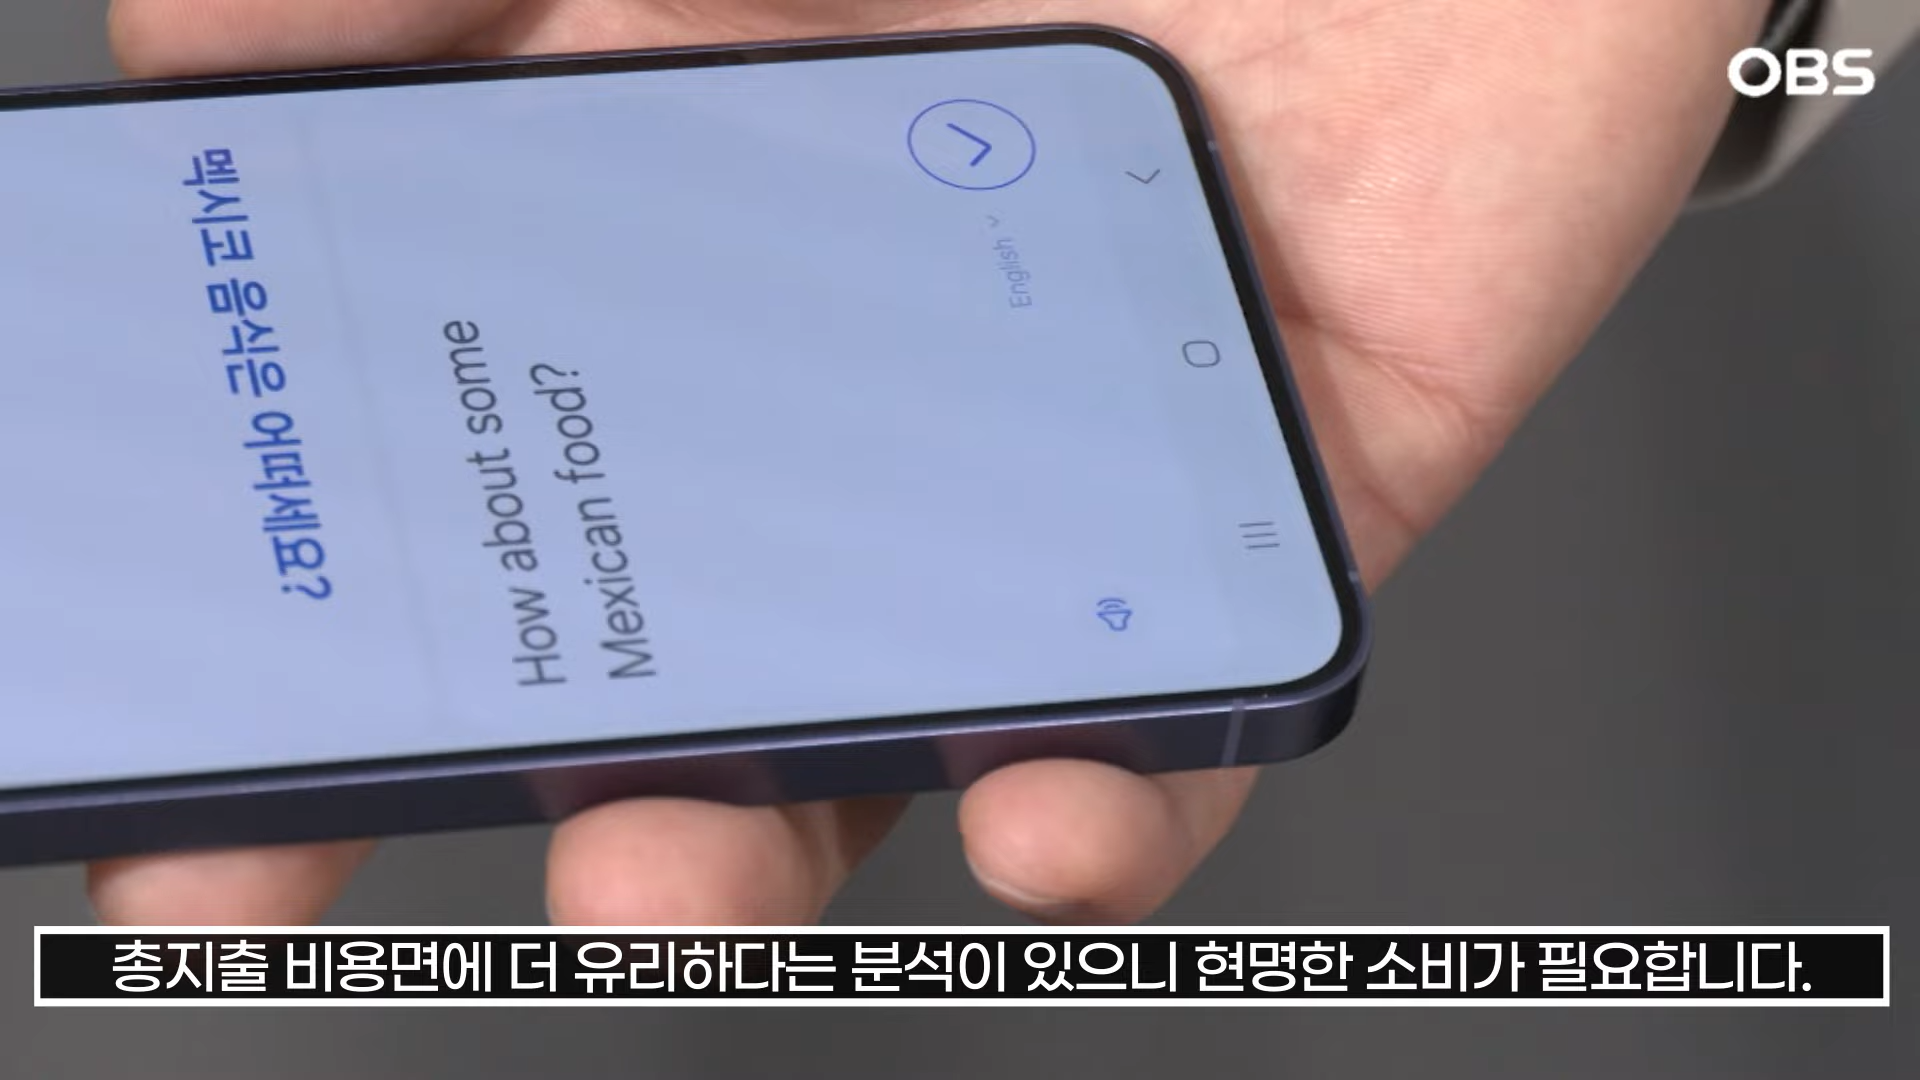 OBS
멕시코 음식은 어떠세요?
How about some
Mexican food?
English
총지출 비용면에 더 유리하다는 분석이 있으니 현명한 소비가 필요합니다.